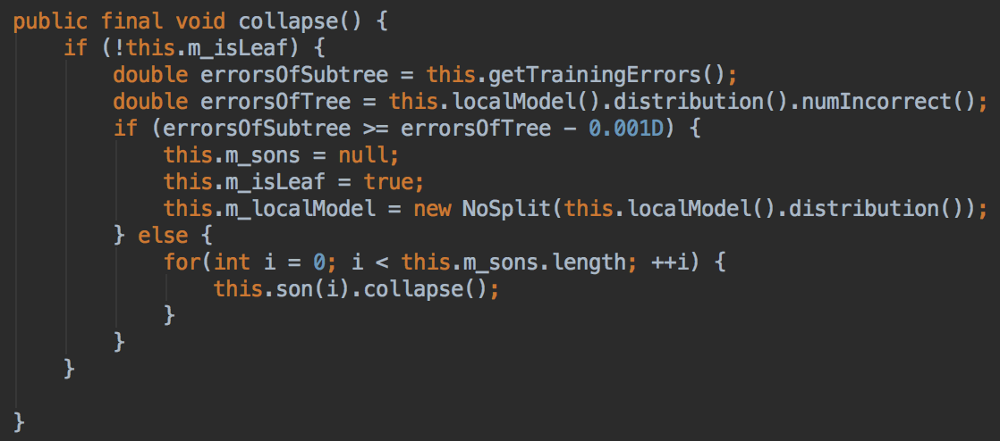 public final void collapse() {
    if (!this.m_isLeaf) {
        double errorsOfSubtree = this.getTrainingErrors();
        double errorsOfTree = this.localModel().distribution().numIncorrect();
        if (errorsOfSubtree >= errorsOfTree - 0.001D) {
            this.m_sons = null;
            this.m_isLeaf = true;
            this.m_localModel = new NoSplit(this.localModel().distribution());
        } else {
            for(int i = 0; i < this.m_sons.length; ++i) {
                this.son(i).collapse();
            }
        }
    }

}